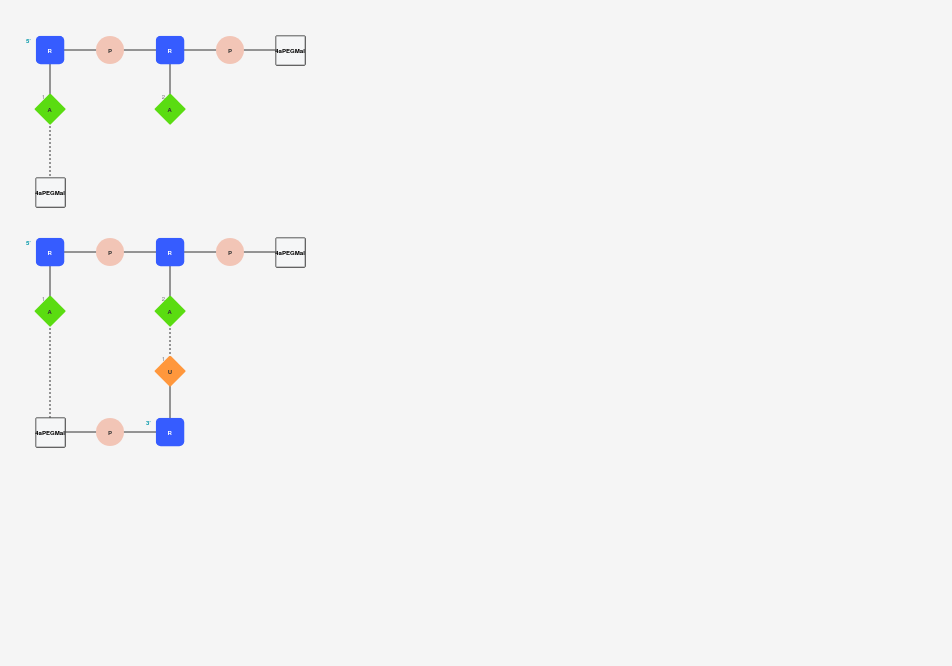 5'
R P R P 4aPEGMal
1 2
A A
4aPEGMal
5'
R P R P 4aPEGMal
1 2
A A
1
U
3'
4aPEGMal P R